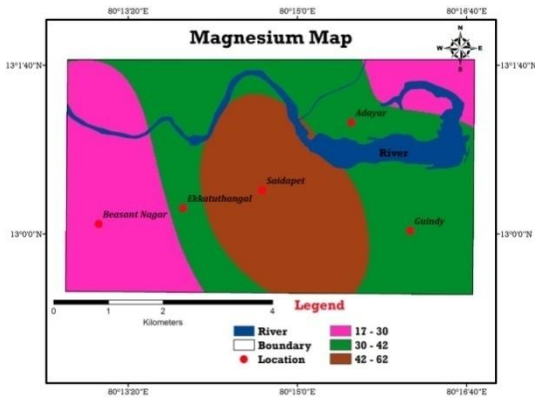 80°13'20"E 80°15'0"E 80°16'40"E
Magnesium Map
N
W E
S
13°1'40" 13°1'40"
Adayar
River
Saidapet
Ekkatuthangal
Beasant Nagar
Guindy
13°0'0"N 13°0'0"N
0 1 2 4
Kilometers
Legend
River 17 - 30
Boundary 30 - 42
Location 42 - 62
80°13'20"E 80°15'0"E 80°16'40"E